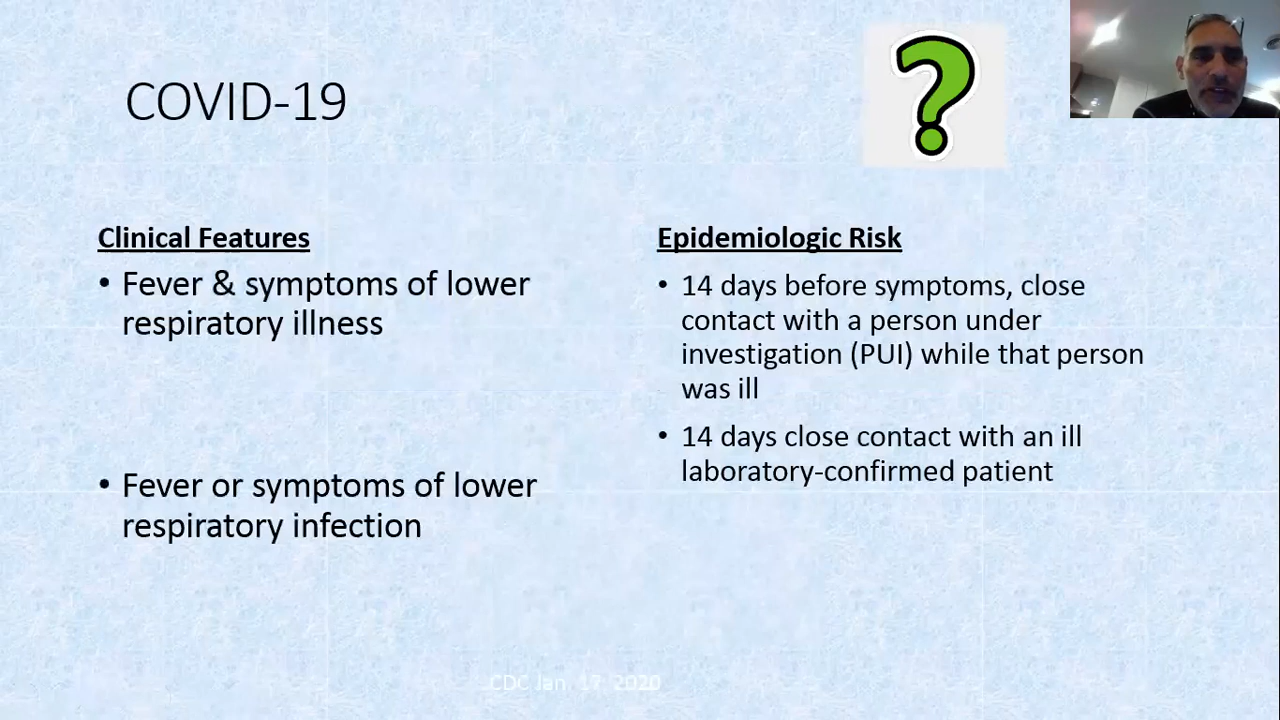 COVID-19
Clinical Features
• Fever & symptoms of lower
respiratory illness
• Fever or symptoms of lower
respiratory infection
Epidemiologic Risk
• 14 days before symptoms, close
contact with a person under
investigation (PUI) while that person
was ill
• 14 days close contact with an ill
laboratory-confirmed patient
CDC Jan. 17, 2020